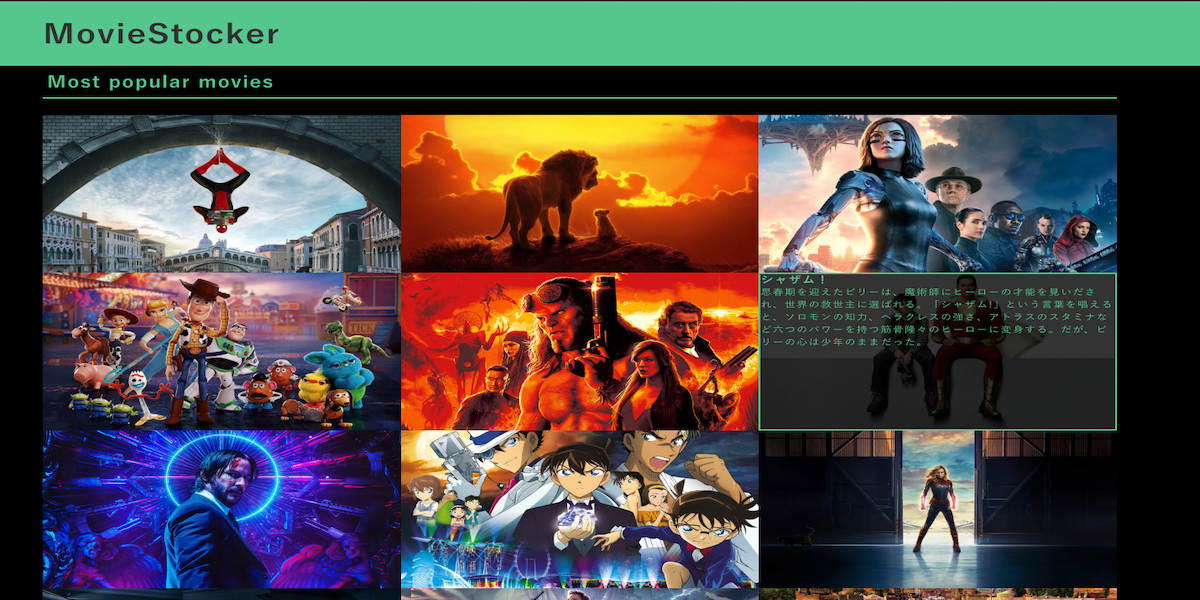 MovieStocker
Most popular movies
シャザム！
思春期を迎えたビリーは、魔術師にヒーローの才能を見いださ
れ、世界の救世主に選ばれる。「シャザム!」という言葉を唱える
と、ソロモンの知力、ヘラクレスの強さ、アトラスのスタミナな
ど六つのパワーを持つ筋骨隆々のヒーローに変身する。だが、ビ
リーの心は少年のままだった。